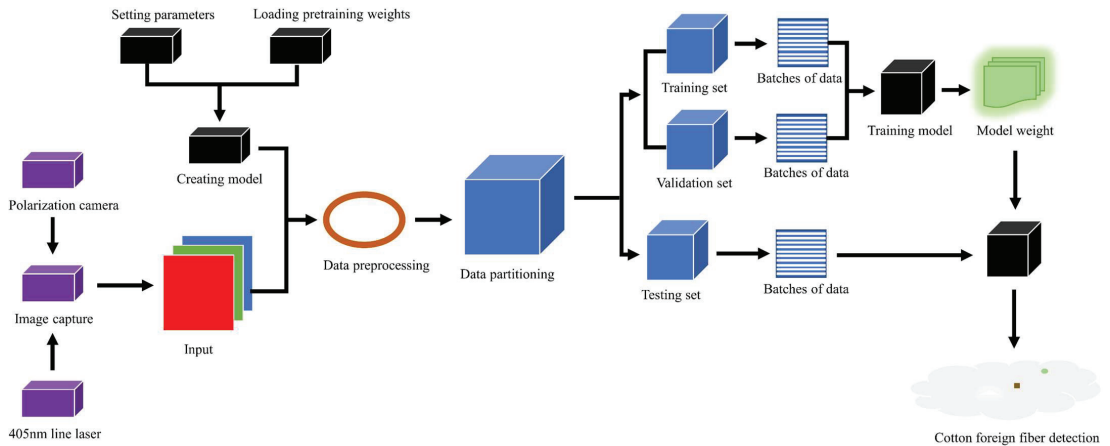 Setting parameters
Loading pretraining weights
Creating model
Polarization camera
Image capture
405nm line laser
Input
Data preprocessing
Data partitioning
Training set
Batches of data
Validation set
Batches of data
Testing set
Batches of data
Training model
Model weight
Cotton foreign fiber detection